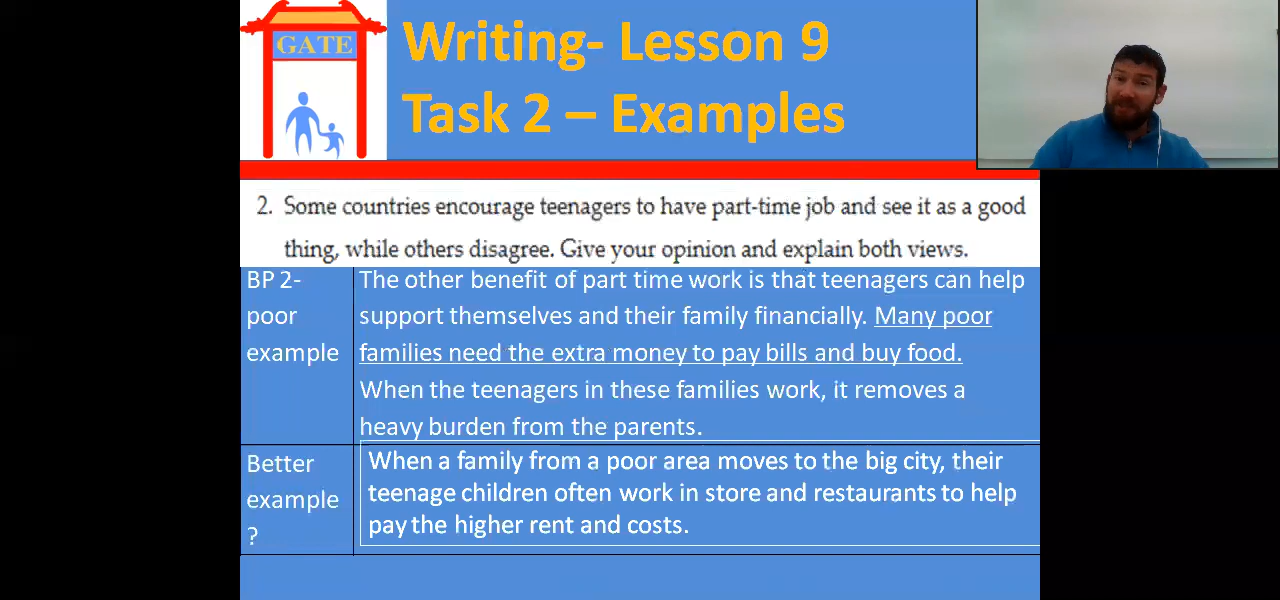 GATE
Writing- Lesson 9
Task 2 – Examples
2. Some countries encourage teenagers to have part-time job and see it as a good
thing, while others disagree. Give your opinion and explain both views.
BP 2-
poor
example
The other benefit of part time work is that teenagers can help
support themselves and their family financially. Many poor
families need the extra money to pay bills and buy food.
When the teenagers in these families work, it removes a
heavy burden from the parents.
Better
example
?
When a family from a poor area moves to the big city, their
teenage children often work in store and restaurants to help
pay the higher rent and costs.